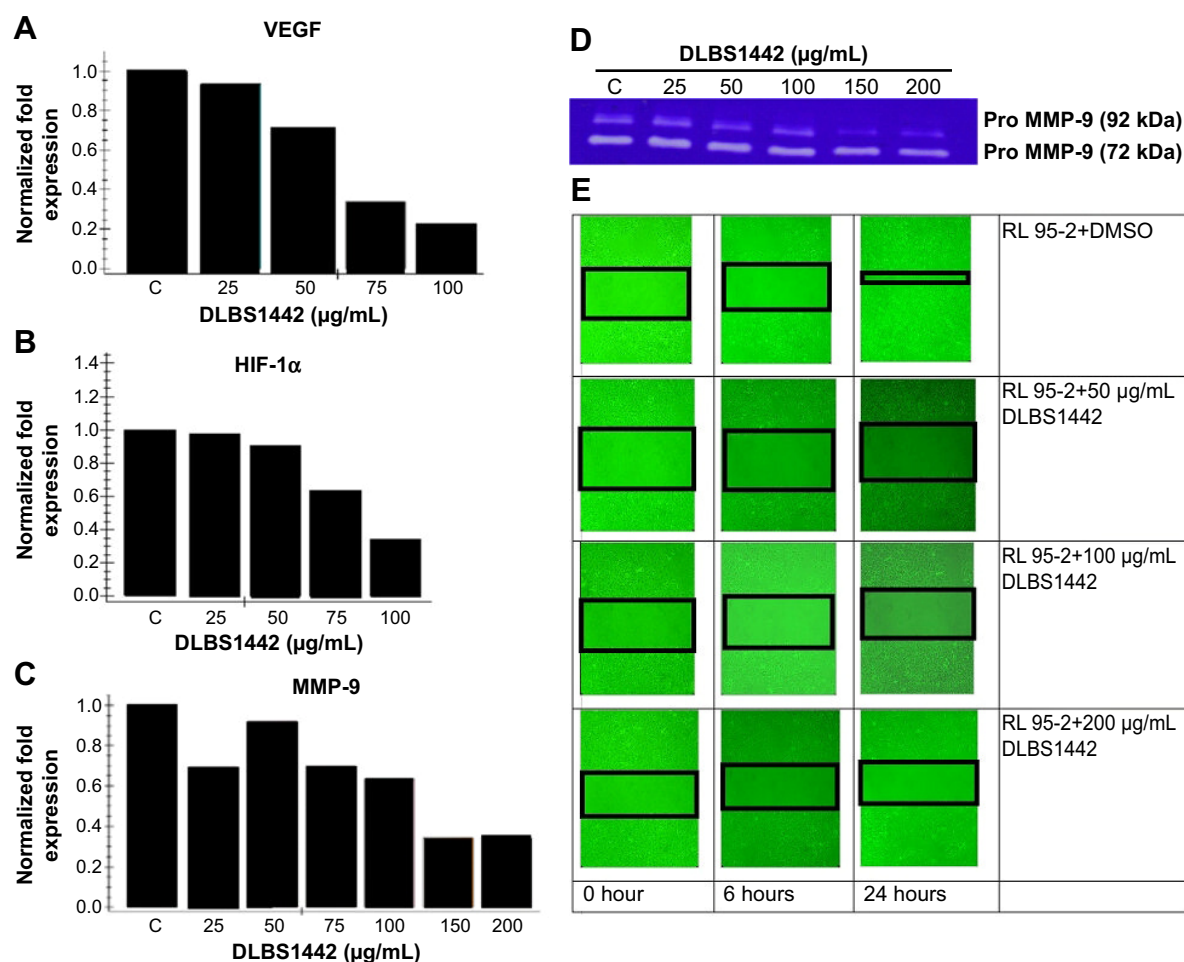 A
VEGF
Normalized fold
expression
1.0
0.8
0.6
0.4
0.2
0.0
C 25 50 75 100
DLBS1442 (µg/mL)
B
HIF-1α
Normalized fold
expression
1.4
1.2
1.0
0.8
0.6
0.4
0.2
0.0
C 25 50 75 100
DLBS1442 (µg/mL)
C
MMP-9
Normalized fold
expression
1.0
0.8
0.6
0.4
0.2
0.0
C 25 50 75 100 150 200
DLBS1442 (µg/mL)
D
DLBS1442 (µg/mL)
C 25 50 100 150 200
Pro MMP-9 (92 kDa)
Pro MMP-9 (72 kDa)
E
RL 95-2+DMSO
RL 95-2+50 µg/mL
DLBS1442
RL 95-2+100 µg/mL
DLBS1442
RL 95-2+200 µg/mL
DLBS1442
0 hour 6 hours 24 hours